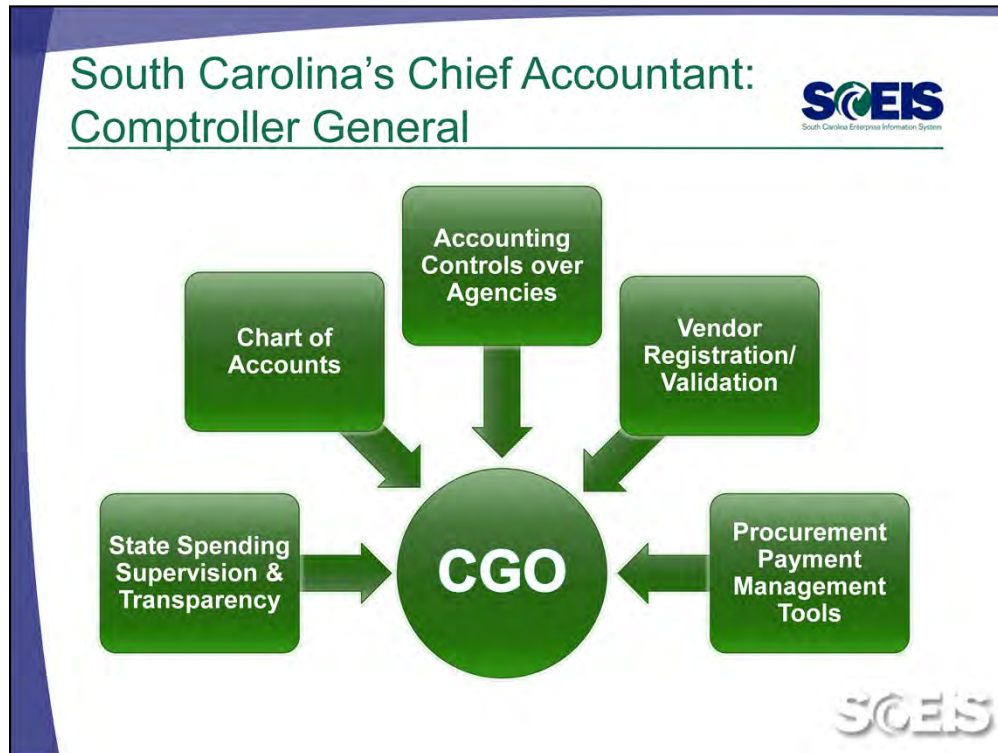 South Carolina’s Chief Accountant:
Comptroller General
SCEIS
South Carolina Enterprise Information System
Accounting
Controls over
Agencies
Chart of
Accounts
Vendor
Registration/
Validation
State Spending
Supervision &
Transparency
CGO
Procurement
Payment
Management
Tools
SCEIS